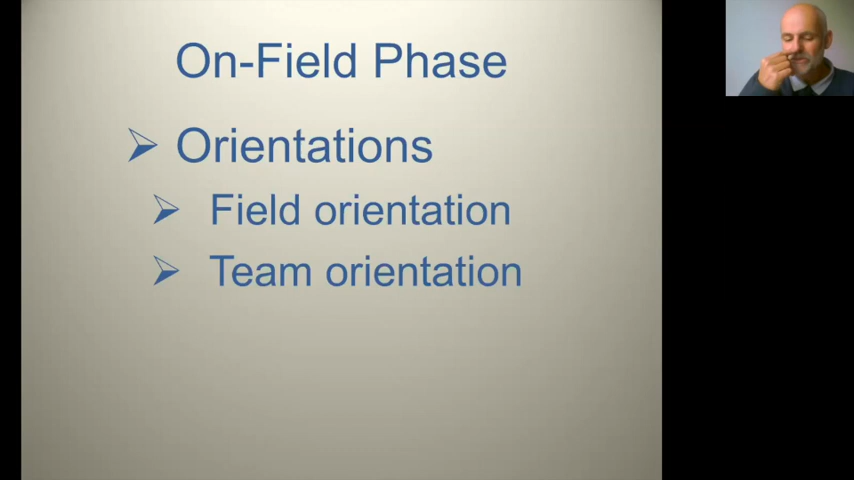 On-Field Phase
Orientations
Field orientation
Team orientation